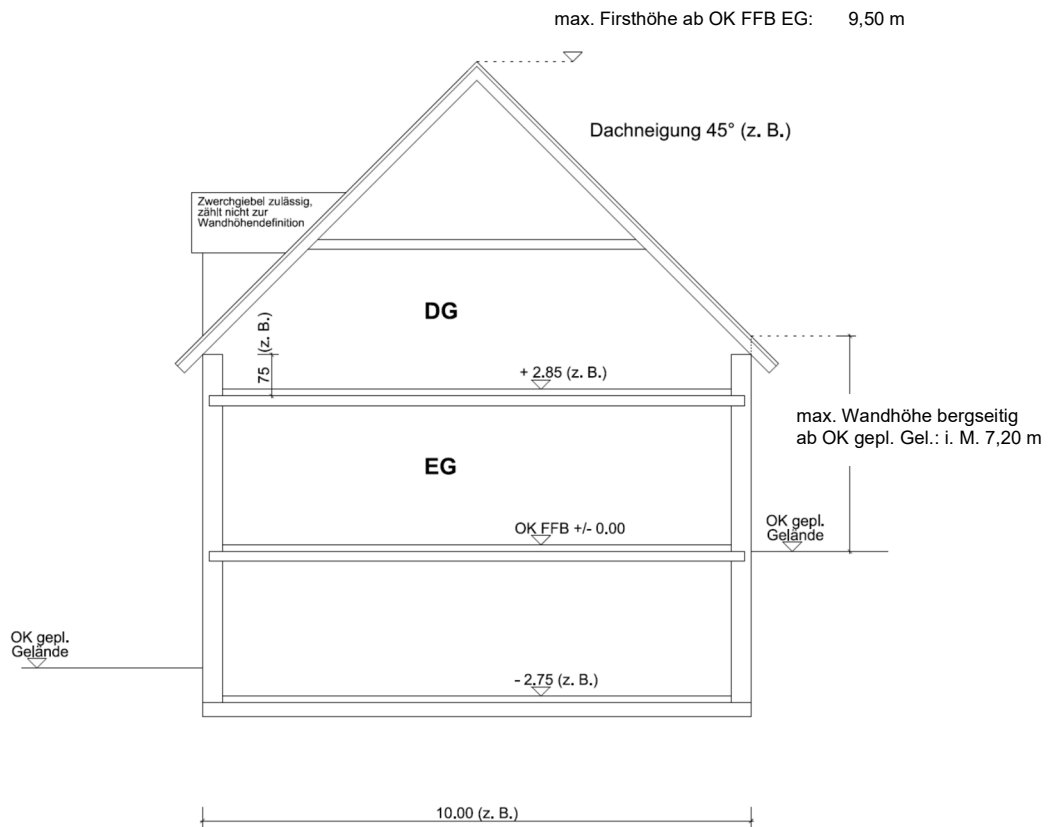 max. Firsthöhe ab OK FFB EG: 9,50 m
Dachneigung 45° (z. B.)
Zwerchgiebel zulässig,
zählt nicht zur
Wandhöhendefinition
DG
75 (z. B.)
+ 2.85 (z. B.)
max. Wandhöhe bergseitig
ab OK gepl. Gel.: i. M. 7,20 m
EG
OK FFB +/- 0.00
OK gepl.
Gelände
OK gepl.
Gelände
- 2.75 (z. B.)
10.00 (z. B.)